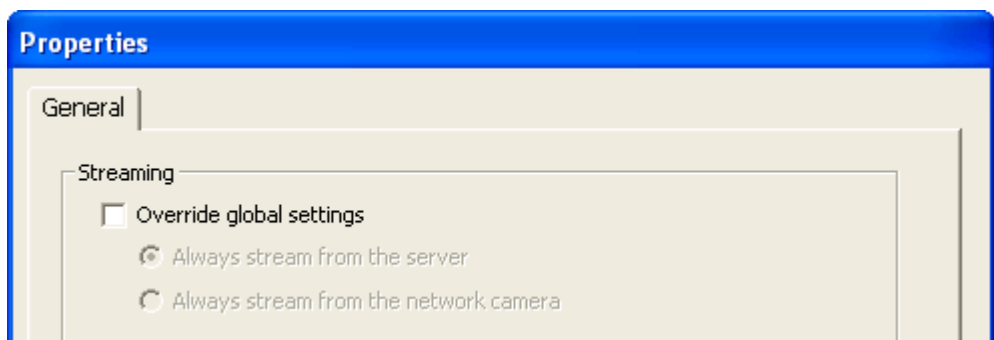 Properties
General
Streaming
Override global settings
Always stream from the server
Always stream from the network camera